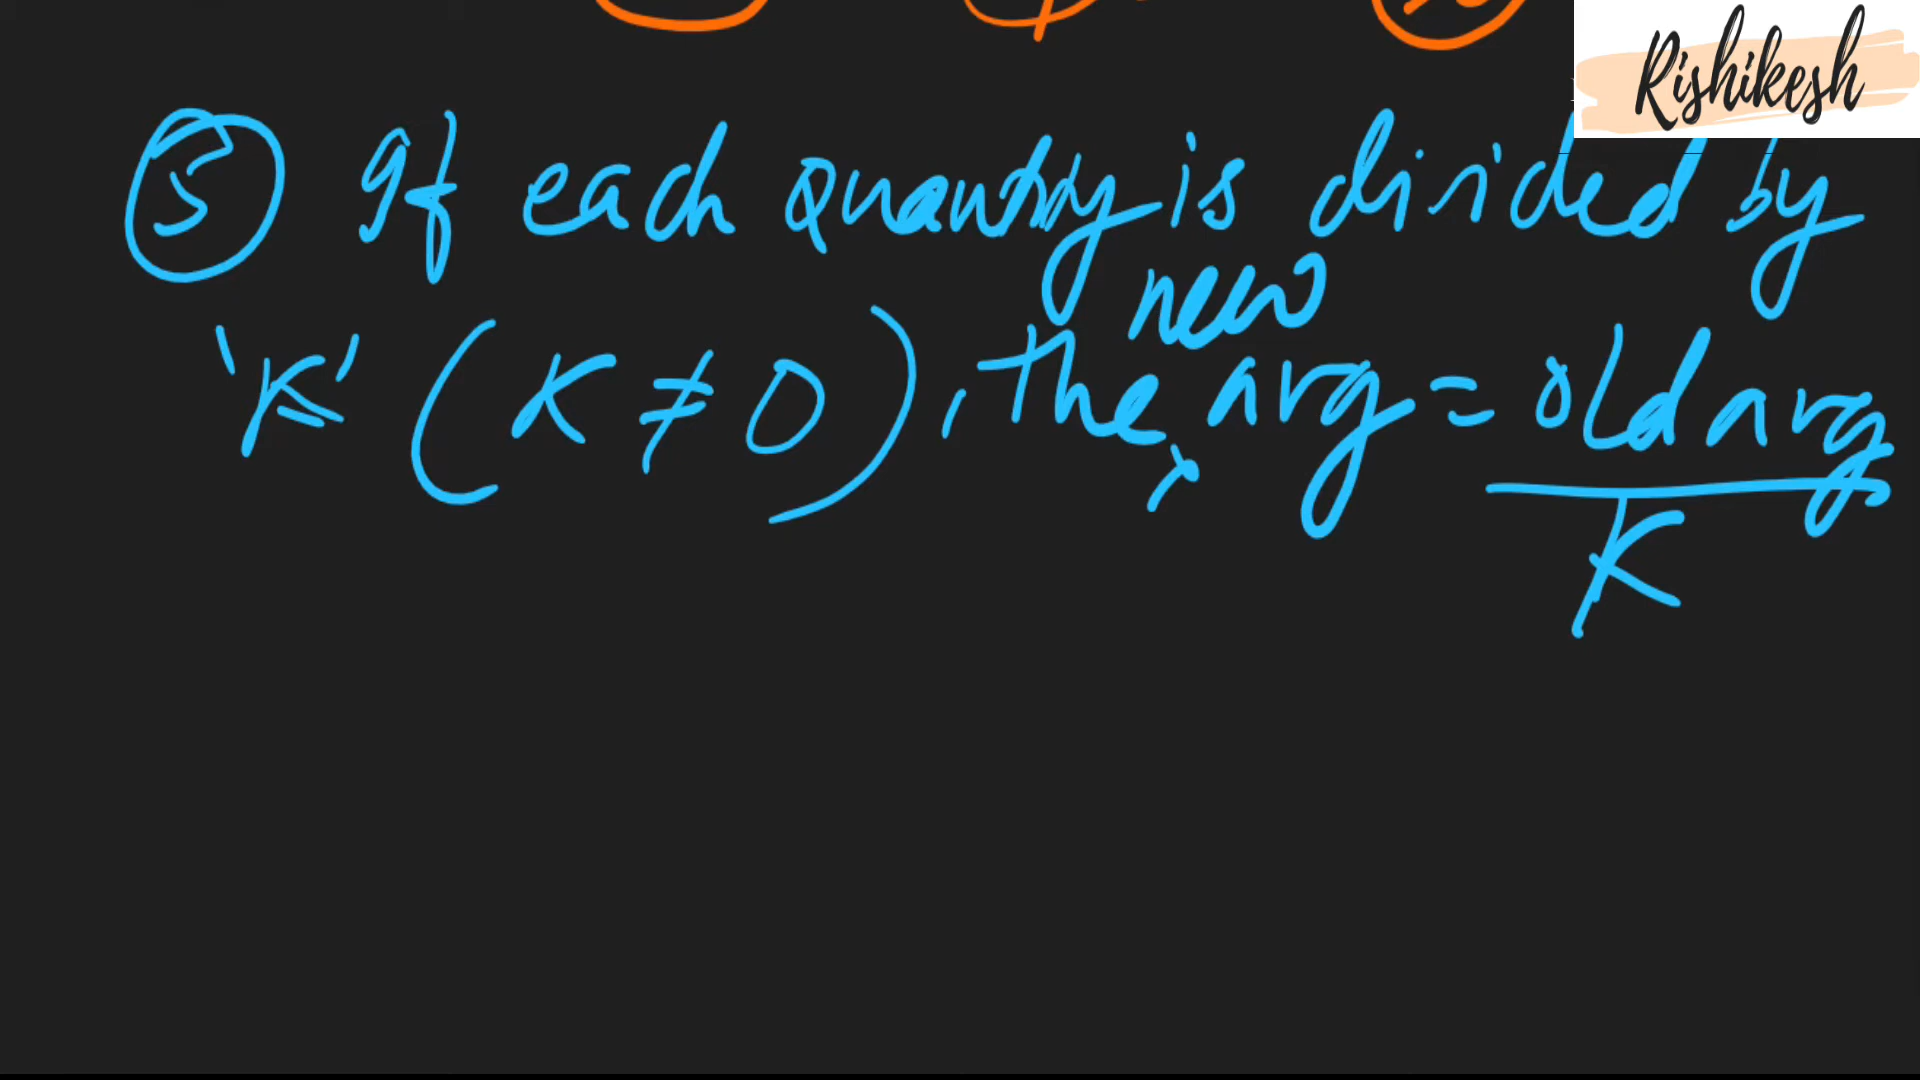 Rishikesh
5 If each quantity is divided by
'K' (K ≠ 0), the new avg = old avg
K